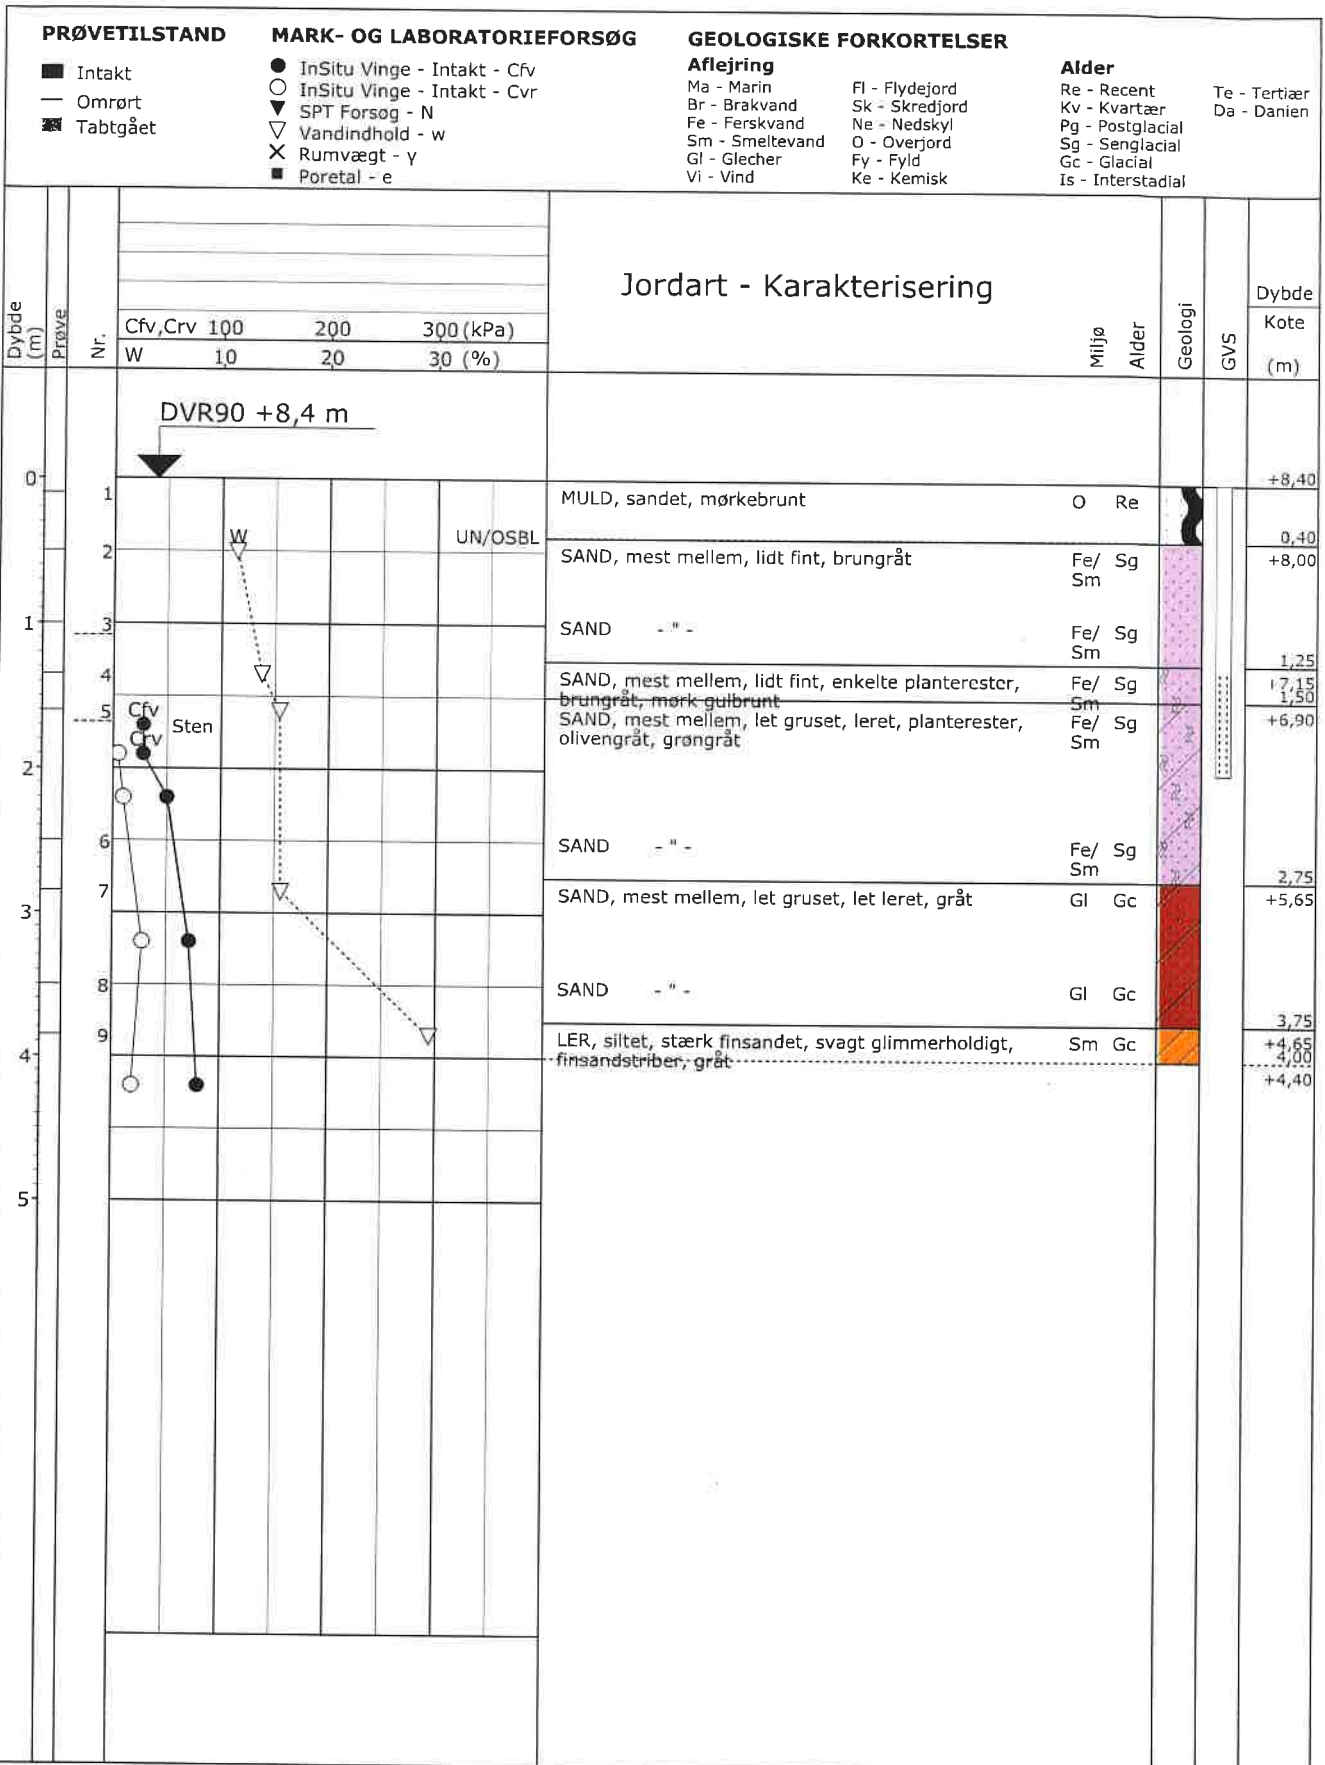 PRØVETILSTAND
Intakt
Omrørt
Tabtgået
MARK- OG LABORATORIEFORSØG
InSitu Vinge - Intakt - Cfv
InSitu Vinge - Intakt - Cvr
SPT Forsøg - N
Vandindhold - w
Rumvægt - γ
Poretal - e
GEOLOGISKE FORKORTELSER
Aflejring
Ma - Marin
Br - Brakvand
Fe - Ferskvand
Sm - Smeltevand
Gl - Glecher
Vi - Vind
Fl - Flydejord
Sk - Skredjord
Ne - Nedskyl
O - Overjord
Fy - Fyld
Ke - Kemisk
Alder
Re - Recent
Kv - Kvartær
Pg - Postglacial
Sg - Senglacial
Gc - Glacial
Is - Interstadial
Te - Tertiær
Da - Danien
Dybde (m)
Prøve
Nr.
Cfv,Crv 100 200 300 (kPa)
W 10 20 30 (%)
Jordart - Karakterisering
Miljø
Alder
Geologi
GVS
Dybde
Kote
(m)
DVR90 +8,4 m
0
+8,40
1
MULD, sandet, mørkebrunt O Re
W
UN/OSBL
0,40
2
SAND, mest mellem, lidt fint, brungråt Fe/ Sg +8,00
Sm
1
3
SAND - " - Fe/ Sg
Sm
1,25
4
SAND, mest mellem, lidt fint, enkelte planterester, Fe/ Sg +7,15
brungråt, mørk gulbrunt Sm 1,50
5
Cfv
Sten
SAND, mest mellem, let gruset, leret, planterester, Fe/ Sg +6,90
olivengråt, grøngråt Sm
Crv
2
6
SAND - " - Fe/ Sg
Sm
2,75
7
SAND, mest mellem, let gruset, let leret, gråt Gl Gc +5,65
3
8
SAND - " - Gl Gc
3,75
9
LER, siltet, stærk finsandet, svagt glimmerholdigt, Sm Gc +4,65
finsandstriber, gråt 4,00
4
+4,40
5